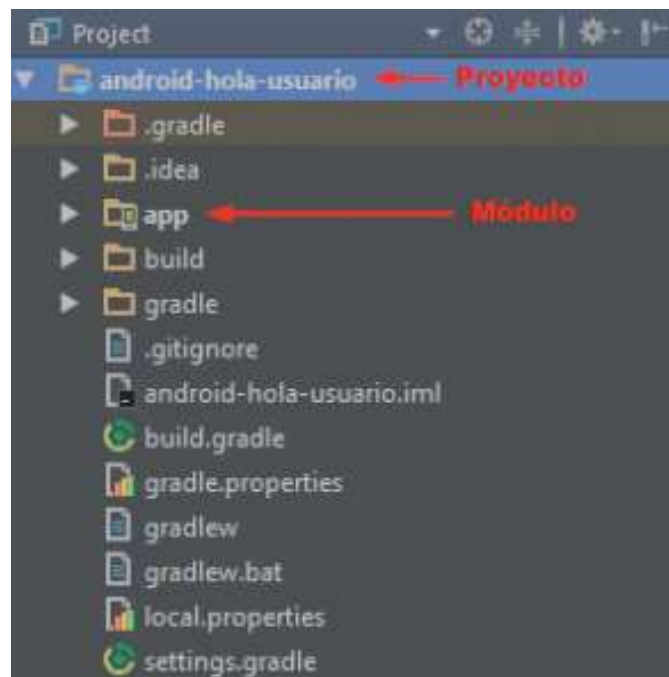 Project
android-hola-usuario Proyecto
.gradle
.idea
app Módulo
build
gradle
.gitignore
android-hola-usuario.iml
build.gradle
gradle.properties
gradlew
gradlew.bat
local.properties
settings.gradle